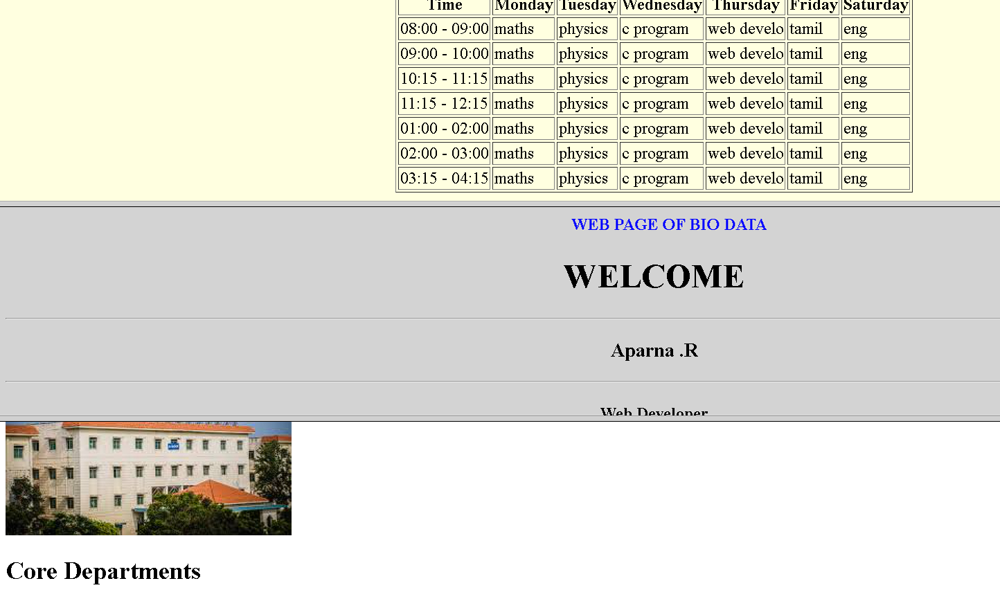 Time Monday Tuesday Wednesday Thursday Friday Saturday
08:00 - 09:00 maths physics c program web develo tamil eng
09:00 - 10:00 maths physics c program web develo tamil eng
10:15 - 11:15 maths physics c program web develo tamil eng
11:15 - 12:15 maths physics c program web develo tamil eng
01:00 - 02:00 maths physics c program web develo tamil eng
02:00 - 03:00 maths physics c program web develo tamil eng
03:15 - 04:15 maths physics c program web develo tamil eng
WEB PAGE OF BIO DATA
WELCOME
Aparna .R
Web Developer
Core Departments